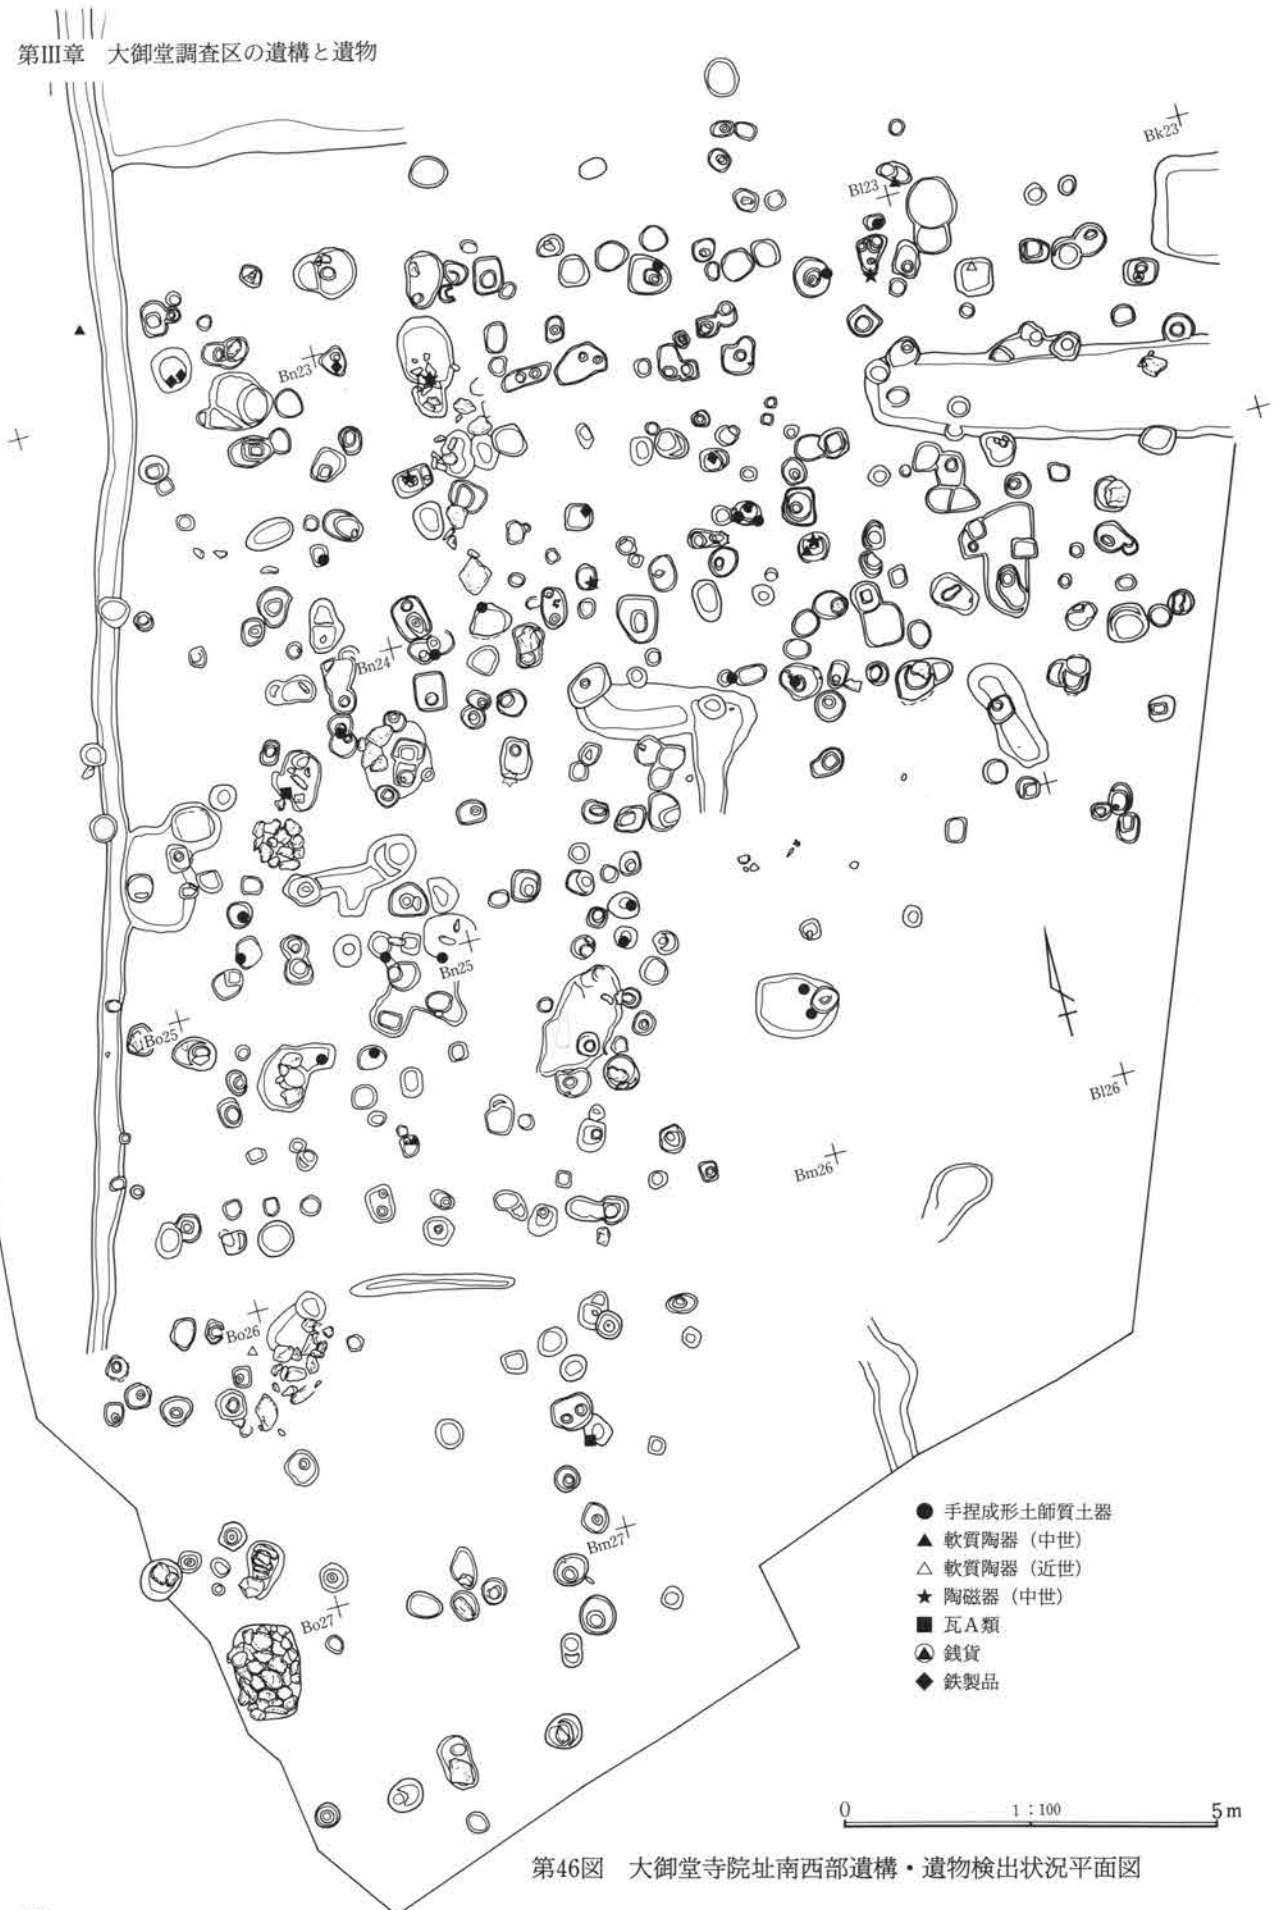 第III章　大御堂調査区の遺構と遺物
Bk23
Bl23
Bn23
Bn24
Bn25
Bo25
Bl26
Bm26
Bo26
Bm27
Bo27
● 手捏成形土師質土器
▲ 軟質陶器（中世）
△ 軟質陶器（近世）
★ 陶磁器（中世）
■ 瓦A類
銭貨
◆ 鉄製品
0 1：100 5m
第46図　大御堂寺院址南西部遺構・遺物検出状況平面図